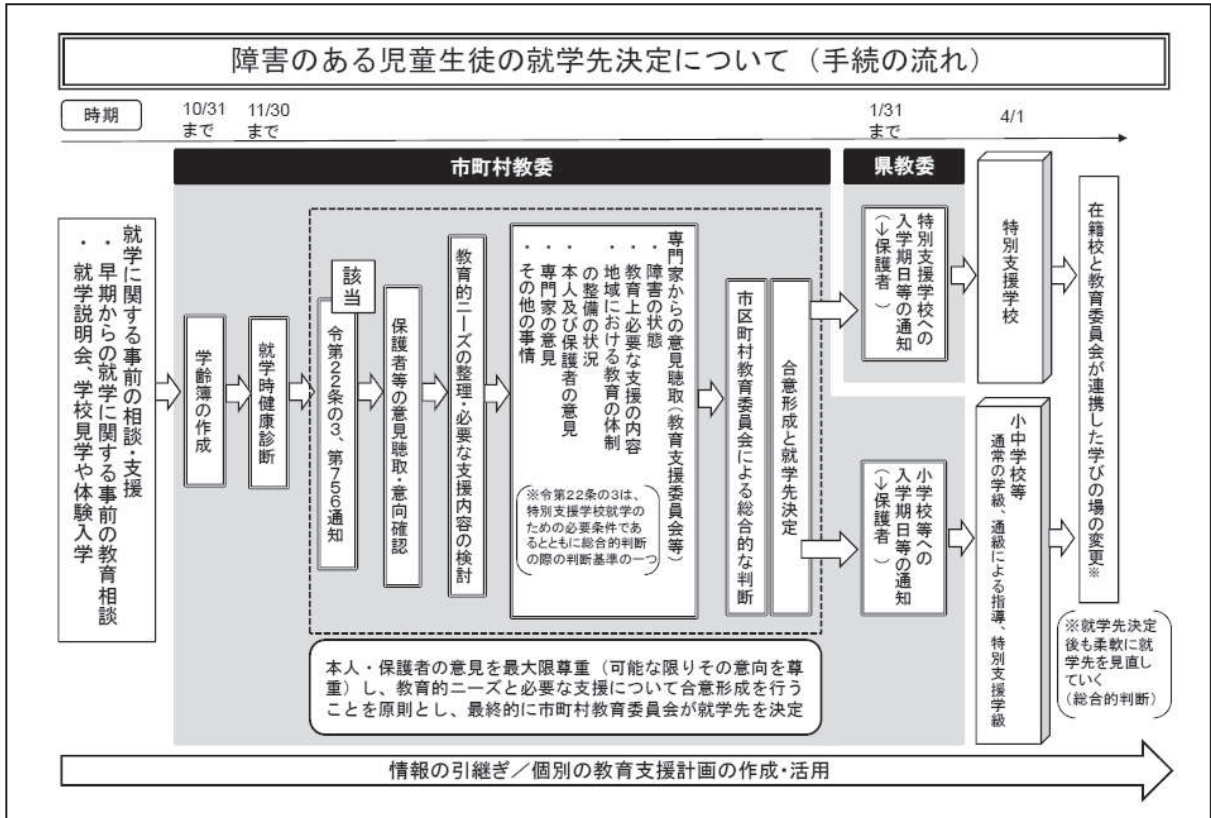 障害のある児童生徒の就学先決定について（手続の流れ）
時期
10/31
まで
11/30
まで
1/31
まで
4/1
市町村教委
県教委
就学に関する事前の相談・支援
・早期からの就学に関する事前の教育相談
・就学説明会、学校見学や体験入学
学齢簿の作成
就学時健康診断
該当
令第22条の3、第756通知
保護者等の意見聴取・意向確認
教育的ニーズの整理・必要な支援内容の検討
専門家からの意見聴取（教育支援委員会等）
・障害の状態
・教育上必要な支援の内容
・地域における教育の体制
の整備の状況
・本人及び保護者の意見
・専門家の意見
・その他の事情
※令第22条の3は、
特別支援学校就学の
ための必要条件であ
るとともに総合的判断
の際の判断基準の一つ
市区町村教育委員会による総合的な判断
合意形成と就学先決定
特別支援学校への
入学期日等の通知
（↓保護者）
小学校等への
入学期日等の通知
（↓保護者）
特別支援学校
小中学校等
通常の学級、通級による指導、特別支援学級
在籍校と教育委員会が連携した学びの場の変更※
※就学先決定
後も柔軟に就
学先を見直し
ていく
（総合的判断）
本人・保護者の意見を最大限尊重（可能な限りその意向を尊
重）し、教育的ニーズと必要な支援について合意形成を行う
ことを原則とし、最終的に市町村教育委員会が就学先を決定
情報の引継ぎ／個別の教育支援計画の作成・活用